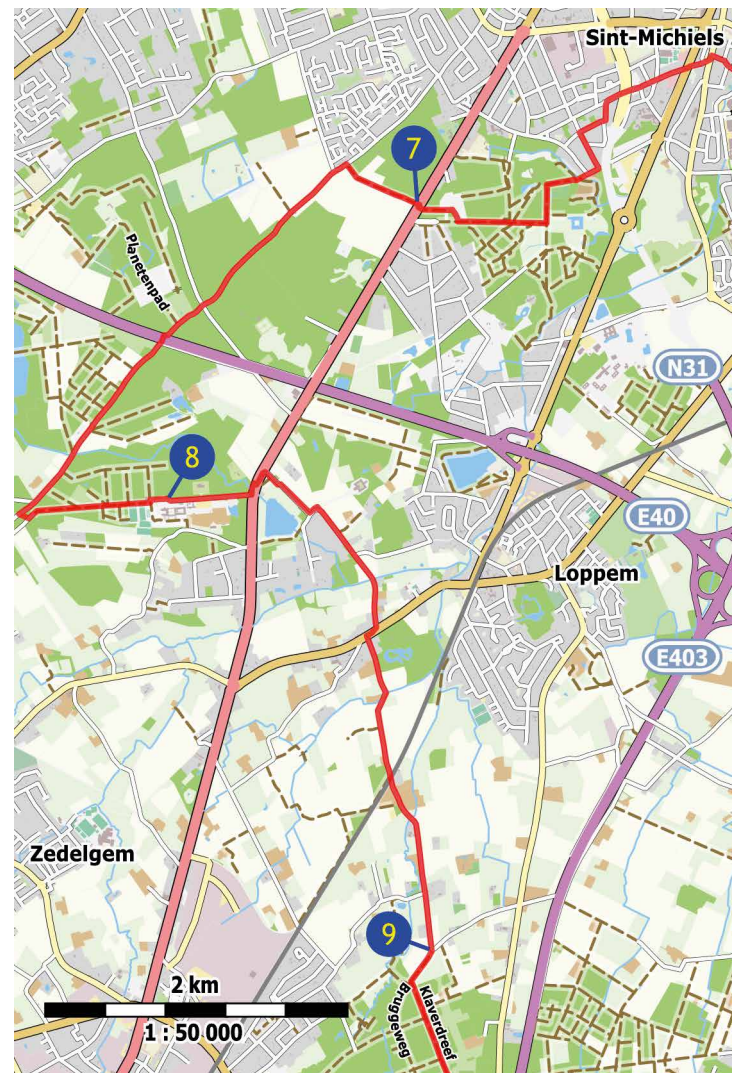 Sint-Michiels
7
Planetenpad
N31
8
E40
Loppem
E403
Zedelgem
9
2 km
Klaverdreef
Bruggeweg
1 : 50 000